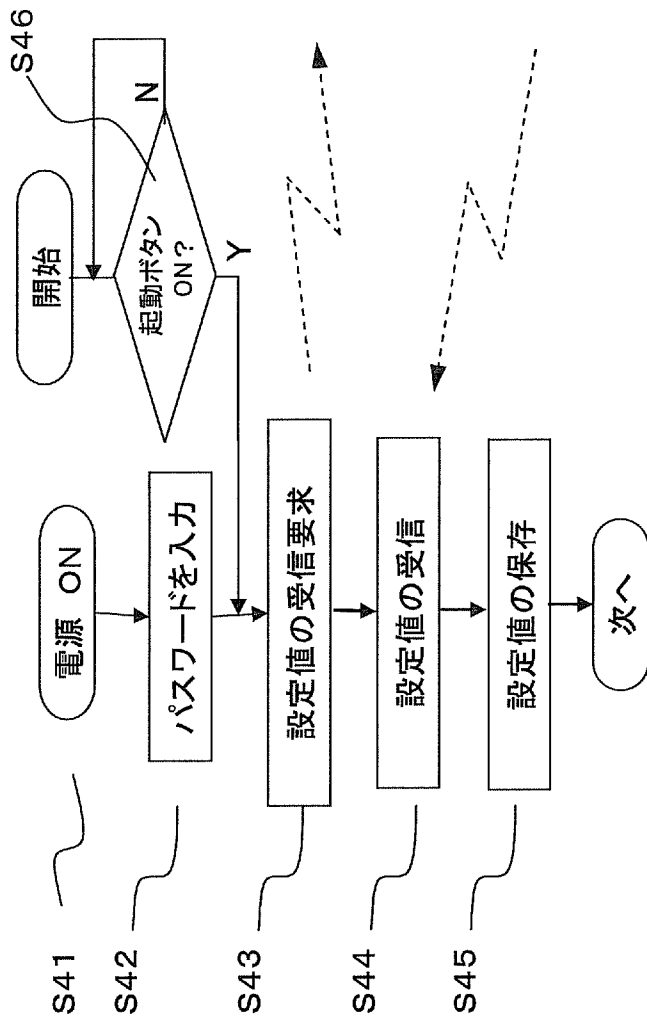 S41
電源 ON
開始
S46
S42
パスワードを入力
起動ボタン
ON?
N
Y
S43
設定値の受信要求
S44
設定値の受信
S45
設定値の保存
次へ